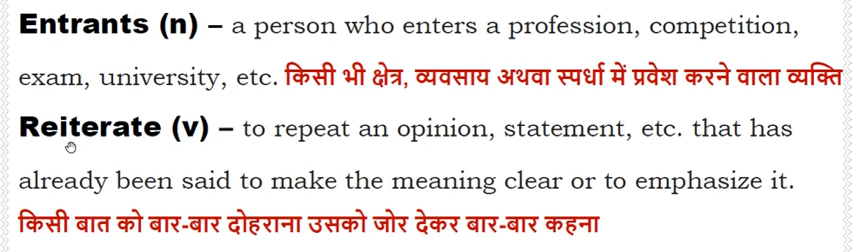 Entrants (n) – a person who enters a profession, competition,
exam, university, etc. किसी भी क्षेत्र, व्यवसाय अथवा स्पर्धा में प्रवेश करने वाला व्यक्ति
Reiterate (v) – to repeat an opinion, statement, etc. that has
already been said to make the meaning clear or to emphasize it.
किसी बात को बार-बार दोहराना उसको जोर देकर बार-बार कहना